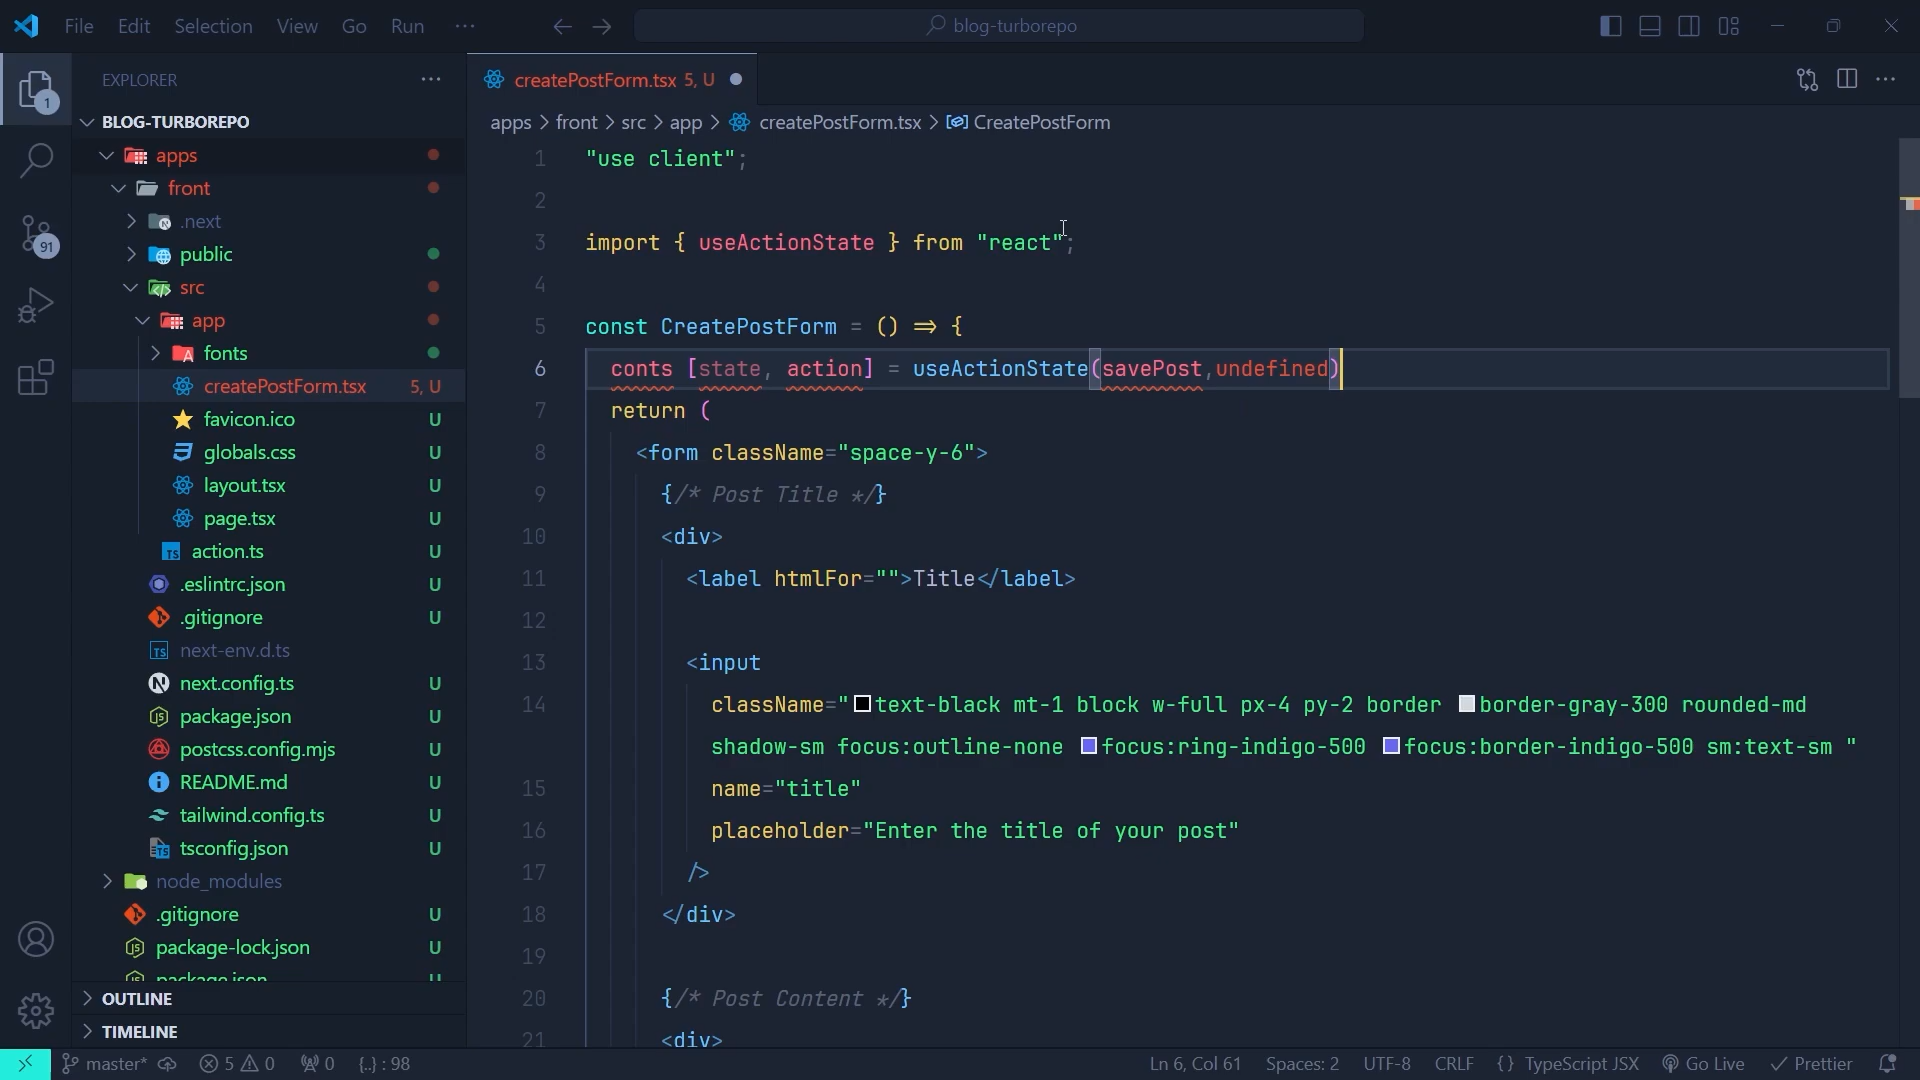 File Edit Selection View Go Run ··· blog-turborepo
EXPLORER ···
BLOG-TURBOREPO
apps
front
.next
public
src
app
fonts
createPostForm.tsx 5, U
favicon.ico U
globals.css U
layout.tsx U
page.tsx U
action.ts U
.eslintrc.json U
.gitignore U
next-env.d.ts
next.config.ts U
package.json U
postcss.config.mjs U
README.md U
tailwind.config.ts U
tsconfig.json U
node_modules
.gitignore U
package-lock.json U
package.json U
OUTLINE
TIMELINE
1
91
createPostForm.tsx 5, U
apps > front > src > app > createPostForm.tsx > CreatePostForm
1 "use client";
2
3 import { useActionState } from "react";
4
5 const CreatePostForm = () => {
6 conts [state, action] = useActionState(savePost,undefined)
7 return (
8 <form className="space-y-6">
9 {/* Post Title */}
10 <div>
11 <label htmlFor="">Title</label>
12
13 <input
14 className="text-black mt-1 block w-full px-4 py-2 border border-gray-300 rounded-md
shadow-sm focus:outline-none focus:ring-indigo-500 focus:border-indigo-500 sm:text-sm "
15 name="title"
16 placeholder="Enter the title of your post"
17 />
18 </div>
19
20 {/* Post Content */}
21 <div>
master* 5 0 0 {..} : 98 Ln 6, Col 61 Spaces: 2 UTF-8 CRLF {} TypeScript JSX Go Live Prettier